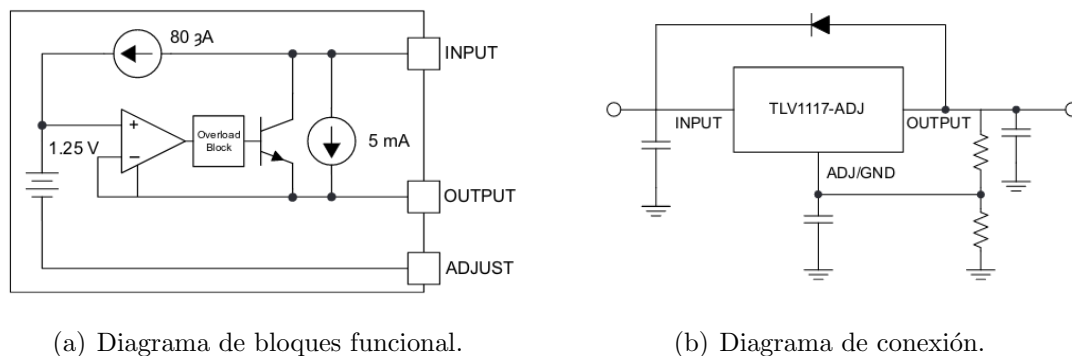 80 ȝA
INPUT
1.25 V
+
−
Overload
Block
5 mA
OUTPUT
ADJUST
TLV1117-ADJ
INPUT
OUTPUT
ADJ/GND
(a) Diagrama de bloques funcional.
(b) Diagrama de conexión.